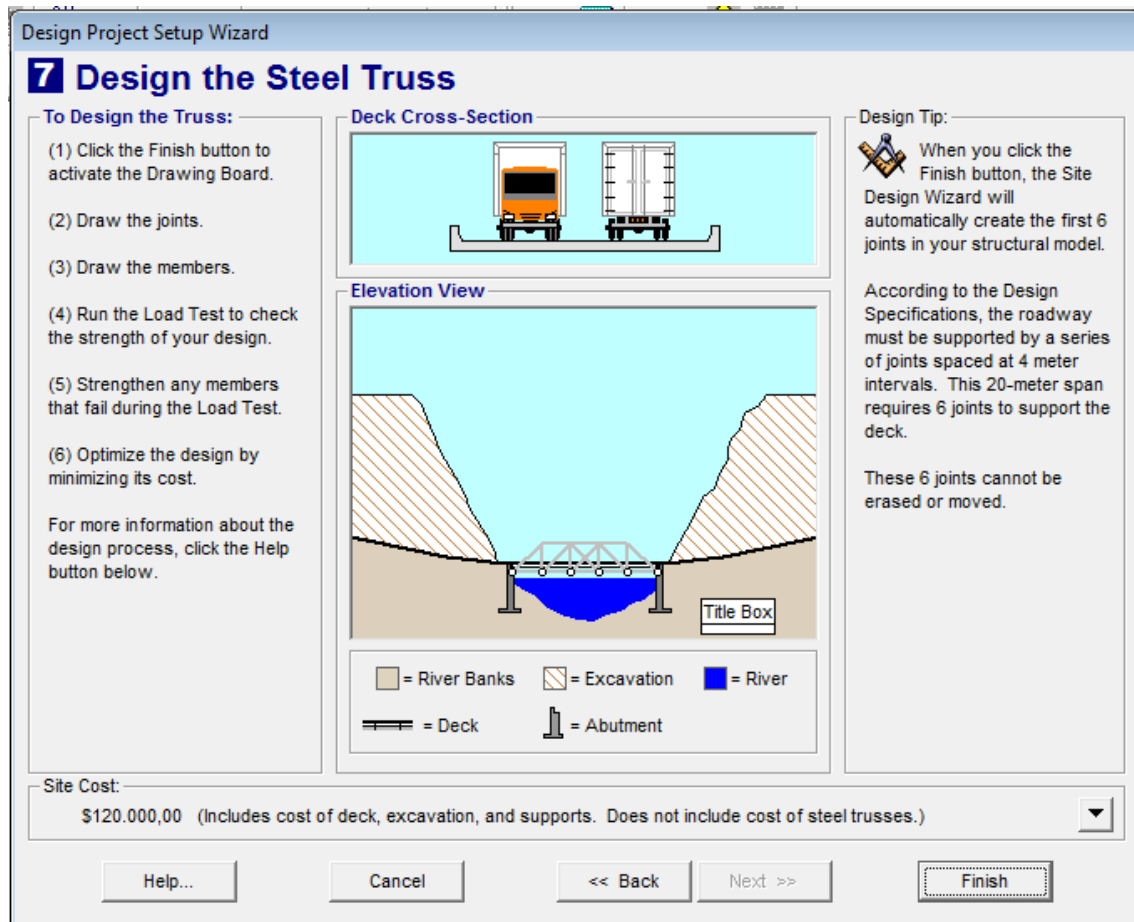 Design Project Setup Wizard
7 Design the Steel Truss
To Design the Truss:
(1) Click the Finish button to
activate the Drawing Board.
(2) Draw the joints.
(3) Draw the members.
(4) Run the Load Test to check
the strength of your design.
(5) Strengthen any members
that fail during the Load Test.
(6) Optimize the design by
minimizing its cost.
For more information about the
design process, click the Help
button below.
Deck Cross-Section
Elevation View
Title Box
= River Banks
= Excavation
= River
= Deck
= Abutment
Design Tip:
When you click the
Finish button, the Site
Design Wizard will
automatically create the first 6
joints in your structural model.
According to the Design
Specifications, the roadway
must be supported by a series
of joints spaced at 4 meter
intervals. This 20-meter span
requires 6 joints to support the
deck.
These 6 joints cannot be
erased or moved.
Site Cost:
$120.000,00 (Includes cost of deck, excavation, and supports. Does not include cost of steel trusses.)
Help...
Cancel
<< Back
Next >>
Finish